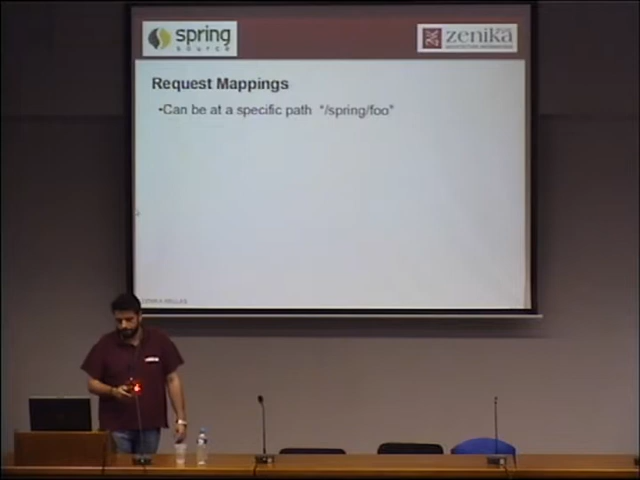 spring
source
zenika
Request Mappings
•Can be at a specific path "/spring/foo"